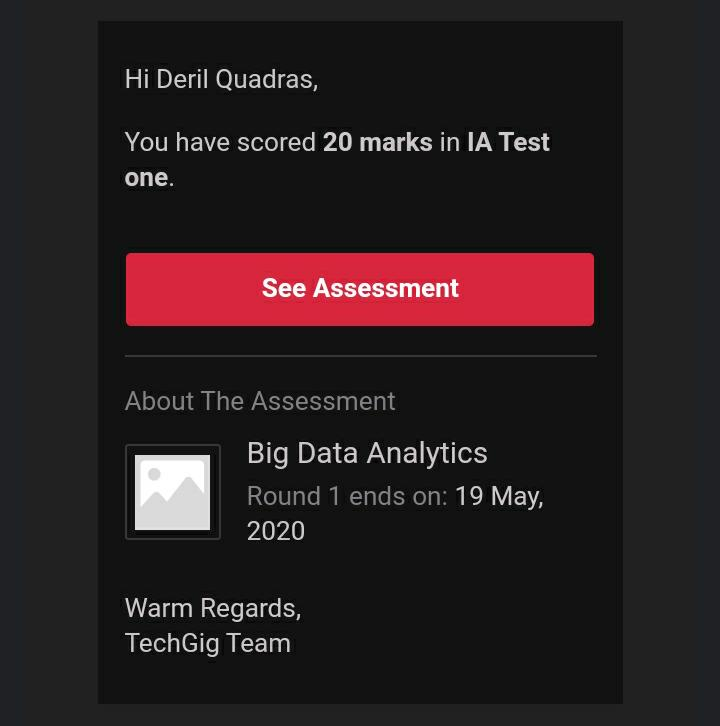 Hi Deril Quadras,
You have scored 20 marks in IA Test
one.
See Assessment
About The Assessment
Big Data Analytics
Round 1 ends on: 19 May,
2020
Warm Regards,
TechGig Team